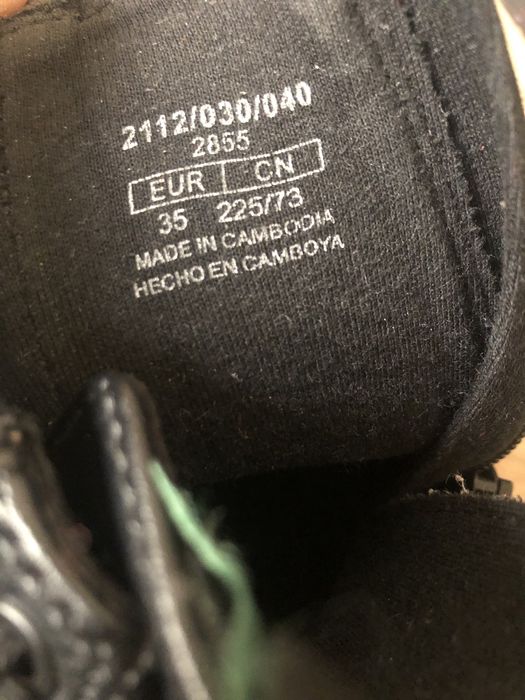 2112/030/040
2855
EUR CN
35 225/73
MADE IN CAMBODIA
HECHO EN CAMBOYA